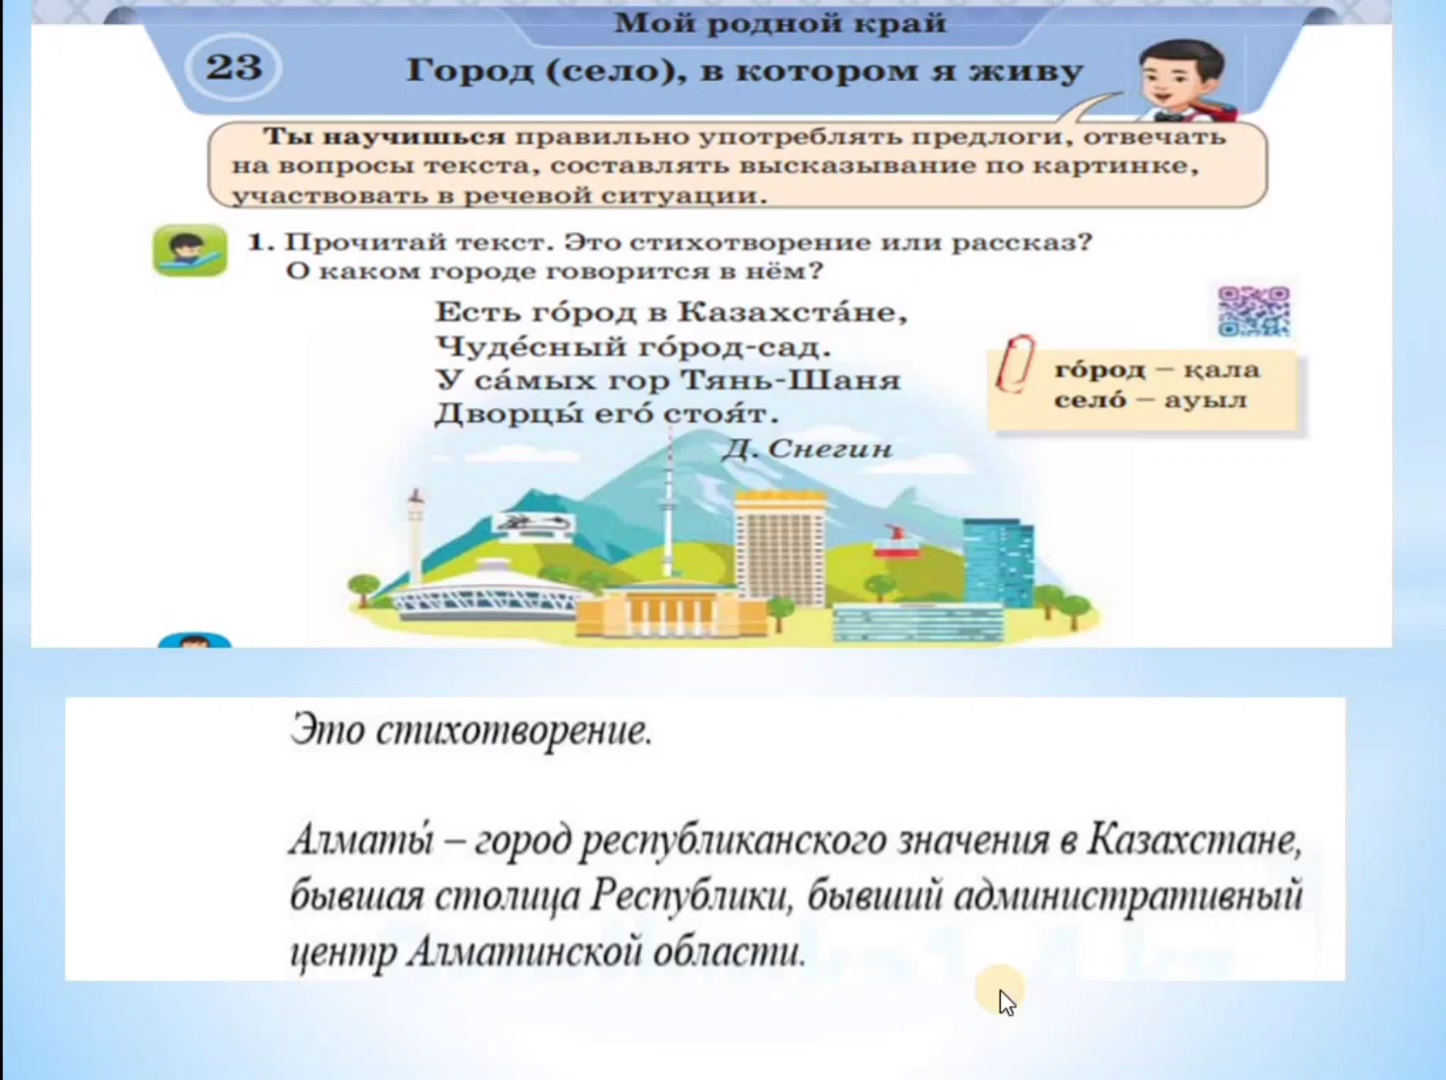 Мой родной край
23
Город (село), в котором я живу
Ты научишься правильно употреблять предлоги, отвечать
на вопросы текста, составлять высказывание по картинке,
участвовать в речевой ситуации.
1. Прочитай текст. Это стихотворение или рассказ?
О каком городе говорится в нём?
Есть го́род в Казахста́не,
Чуде́сный го́род-сад.
У са́мых гор Тянь-Шаня
Дворцы́ его́ стоя́т.
Д. Снегин
го́род – қала
село́ – ауыл
Это стихотворение.
Алматы́ – город республиканского значения в Казахстане,
бывшая столица Республики, бывший административный
центр Алматинской области.